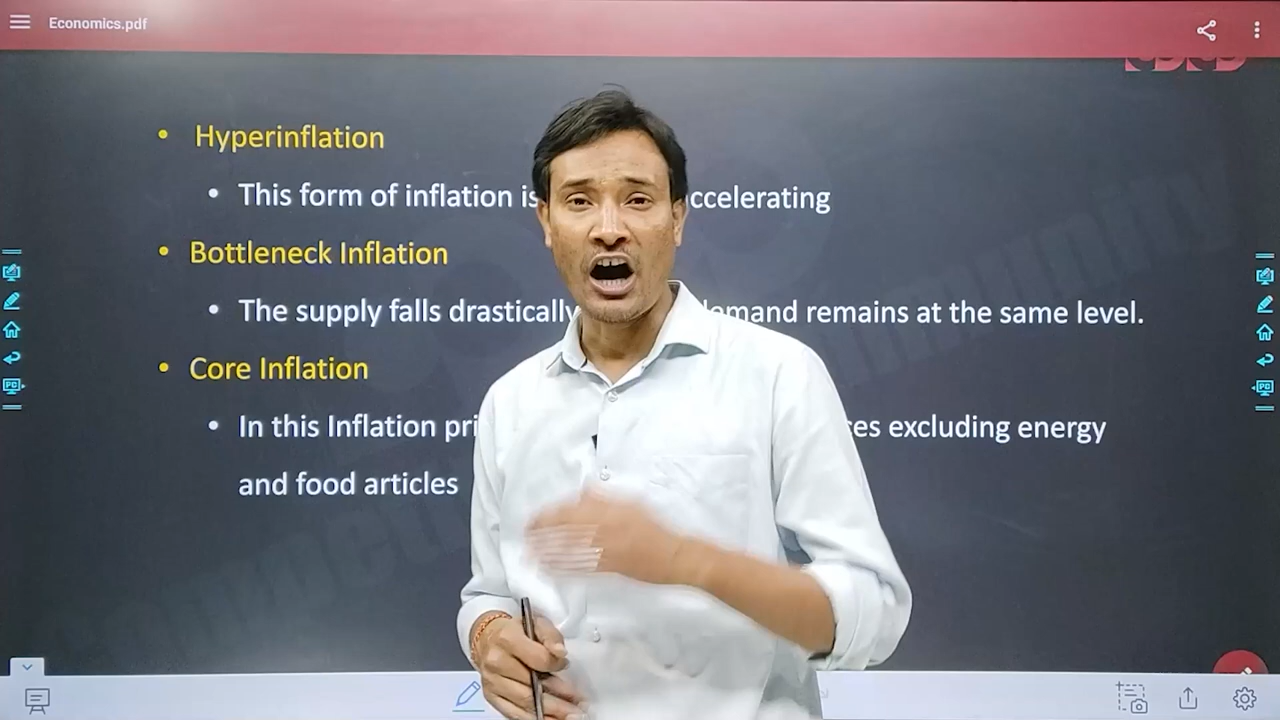 Economics.pdf
Hyperinflation
This form of inflation is ccelerating
Bottleneck Inflation
The supply falls drastically emand remains at the same level.
Core Inflation
In this Inflation pri es excluding energy
and food articles